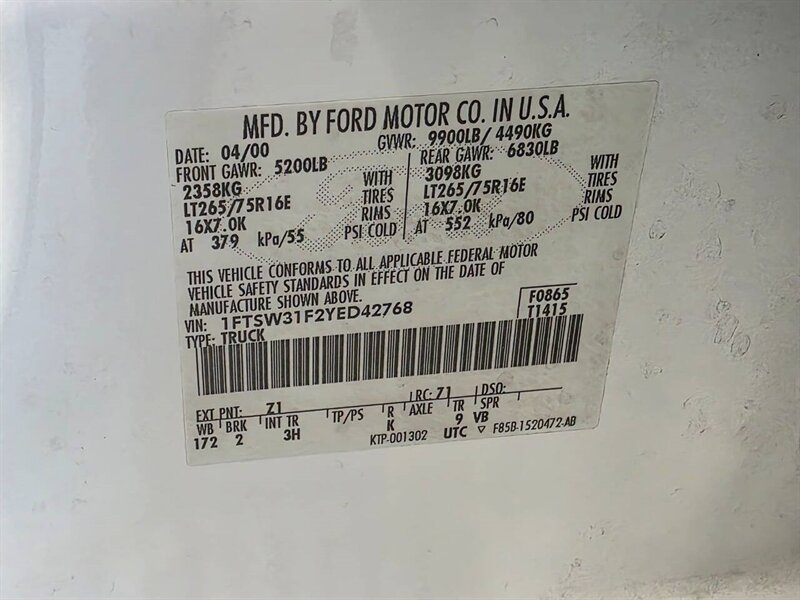 MFD. BY FORD MOTOR CO. IN U.S.A.
DATE: 04/00 GVWR: 9900LB/ 4490KG
FRONT GAWR: 5200LB REAR GAWR: 6830LB
2358KG WITH 3098KG WITH
LT265/75R16E TIRES LT265/75R16E TIRES
16X7.0K RIMS 16X7.0K RIMS
AT 379 kPa/55 PSI COLD AT 552 kPa/80 PSI COLD
THIS VEHICLE CONFORMS TO ALL APPLICABLE FEDERAL MOTOR
VEHICLE SAFETY STANDARDS IN EFFECT ON THE DATE OF
MANUFACTURE SHOWN ABOVE.
VIN: 1FTSW31F2YED42768 F0865
TYPE: TRUCK T1415
EXT PNT: Z1 RC: 71 DSO:
WB BRK INT TR TP/PS R AXLE TR SPR
172 2 3H K 9 VB
KTP-001302 UTC ▽ F85B-1520472-AB